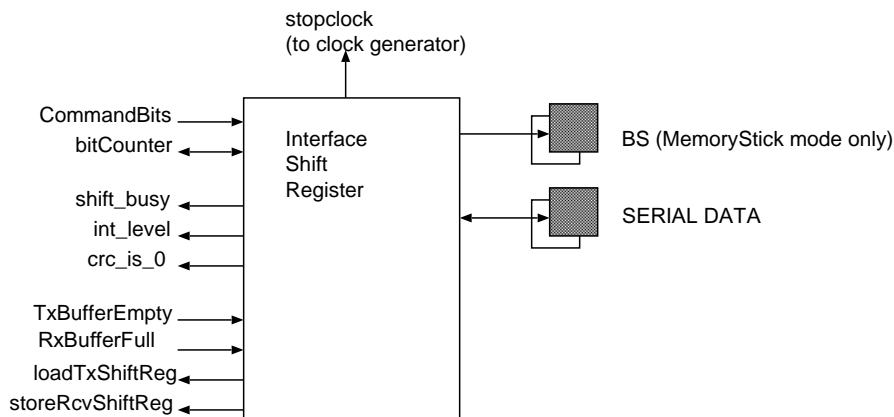 stopclock
(to clock generator)
CommandBits
bitCounter
shift_busy
int_level
crc_is_0
TxBufferEmpty
RxBufferFull
loadTxShiftReg
storeRcvShiftReg
Interface
Shift
Register
BS (MemoryStick mode only)
SERIAL DATA